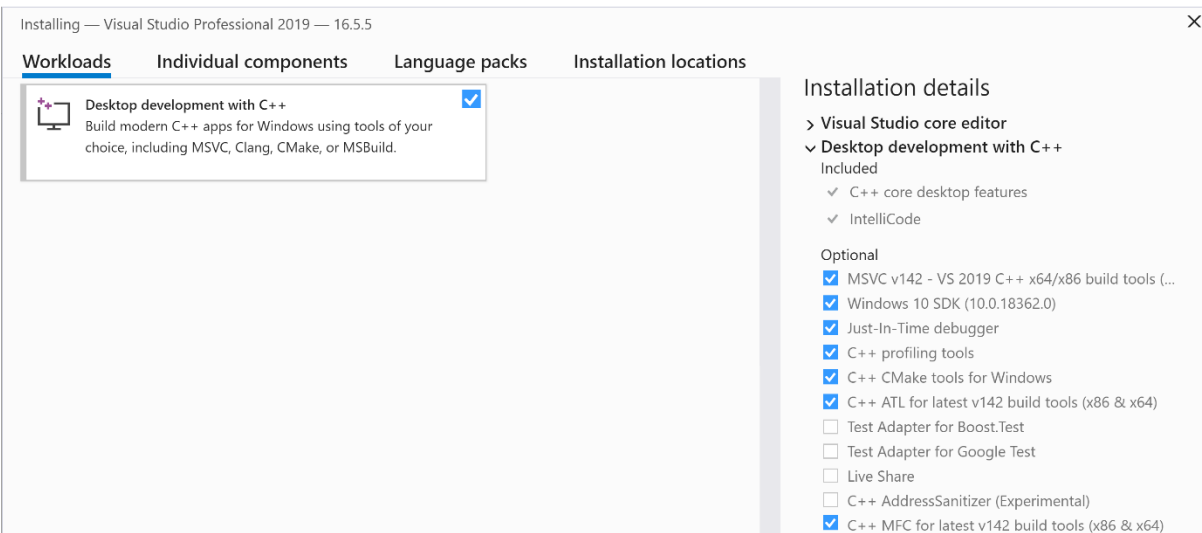 Installing — Visual Studio Professional 2019 — 16.5.5
Workloads
Individual components
Language packs
Installation locations
Desktop development with C++
Build modern C++ apps for Windows using tools of your
choice, including MSVC, Clang, CMake, or MSBuild.
Installation details
Visual Studio core editor
Desktop development with C++
Included
C++ core desktop features
IntelliCode
Optional
MSVC v142 - VS 2019 C++ x64/x86 build tools (...
Windows 10 SDK (10.0.18362.0)
Just-In-Time debugger
C++ profiling tools
C++ CMake tools for Windows
C++ ATL for latest v142 build tools (x86 & x64)
Test Adapter for Boost.Test
Test Adapter for Google Test
Live Share
C++ AddressSanitizer (Experimental)
C++ MFC for latest v142 build tools (x86 & x64)